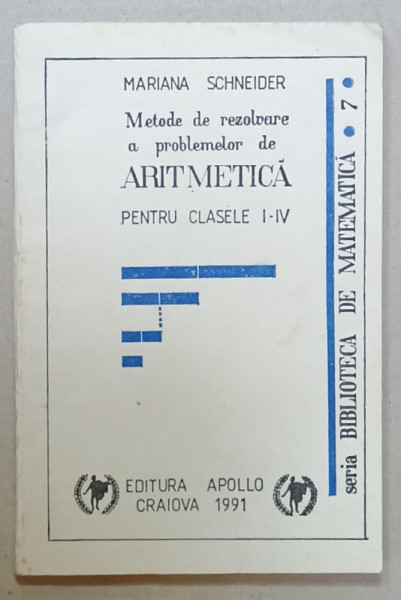 MARIANA SCHNEIDER
Metode de rezolvare
a problemelor de
ARITMETICĂ
PENTRU CLASELE I-IV
EDITURA APOLLO
CRAIOVA 1991
seria BIBLIOTECA DE MATEMATICĂ • 7 •